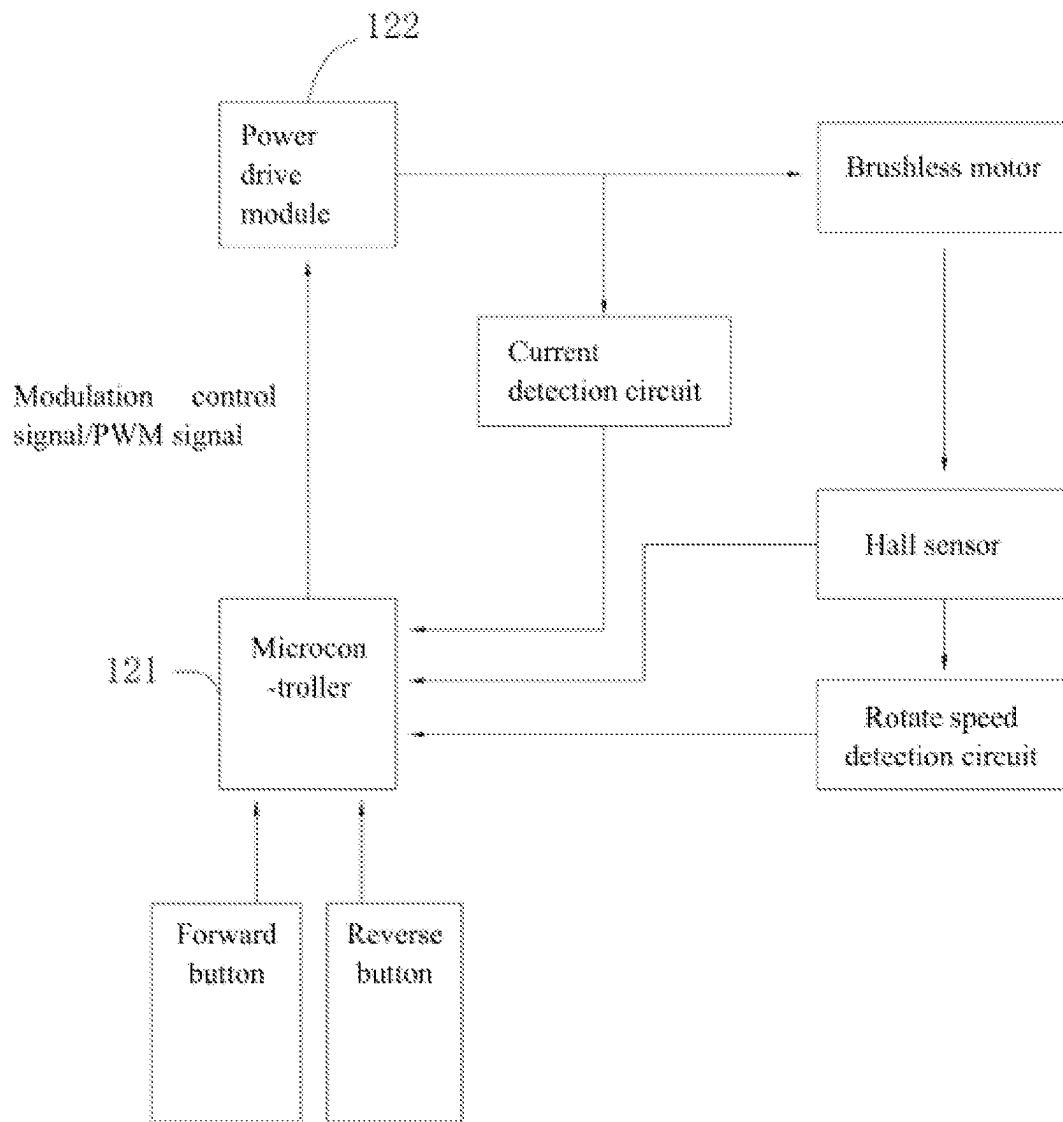 122
Power
drive
module
Brushless motor
Current
detection circuit
Modulation control
signal/PWM signal
Hall sensor
121
Microcon
-troller
Rotate speed
detection circuit
Forward
button
Reverse
button